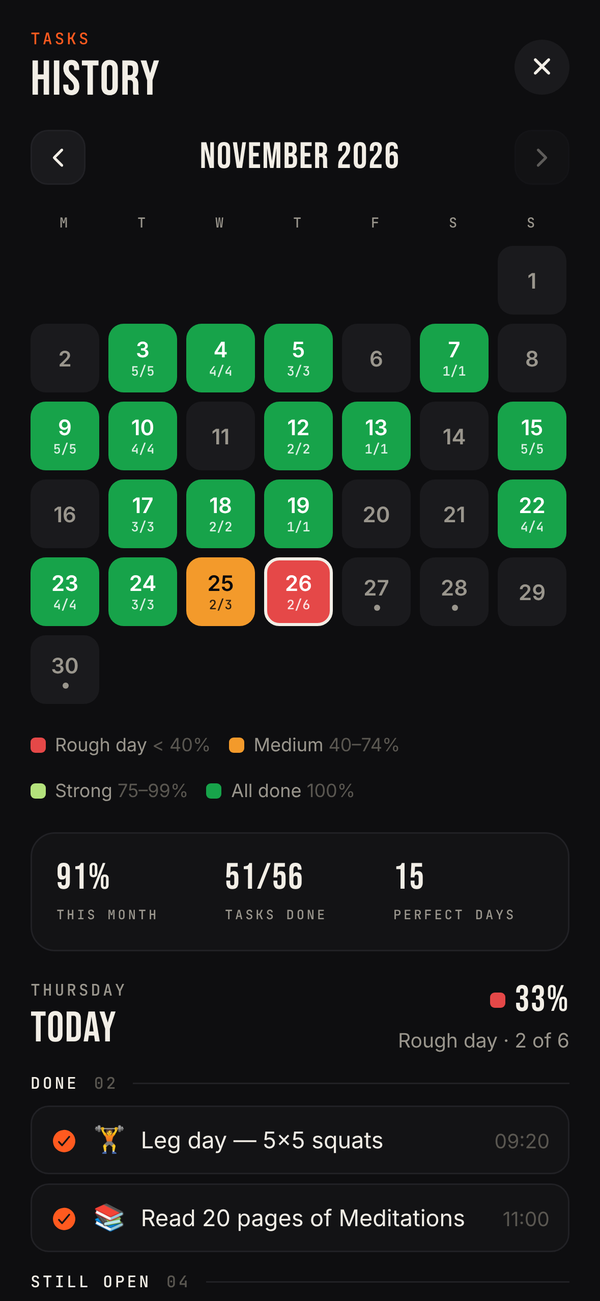 TASKS
HISTORY
NOVEMBER 2026
M T W T F S S
1
2 3 4 5 6 7 8
5/5 4/4 3/3 1/1
9 10 11 12 13 14 15
5/5 4/4 2/2 1/1 5/5
16 17 18 19 20 21 22
3/3 2/2 1/1 4/4
23 24 25 26 27 28 29
4/4 3/3 2/3 2/6
30
Rough day < 40% Medium 40–74%
Strong 75–99% All done 100%
91% 51/56 15
THIS MONTH TASKS DONE PERFECT DAYS
THURSDAY
TODAY
33%
Rough day · 2 of 6
DONE 02
Leg day — 5×5 squats 09:20
Read 20 pages of Meditations 11:00
STILL OPEN 04